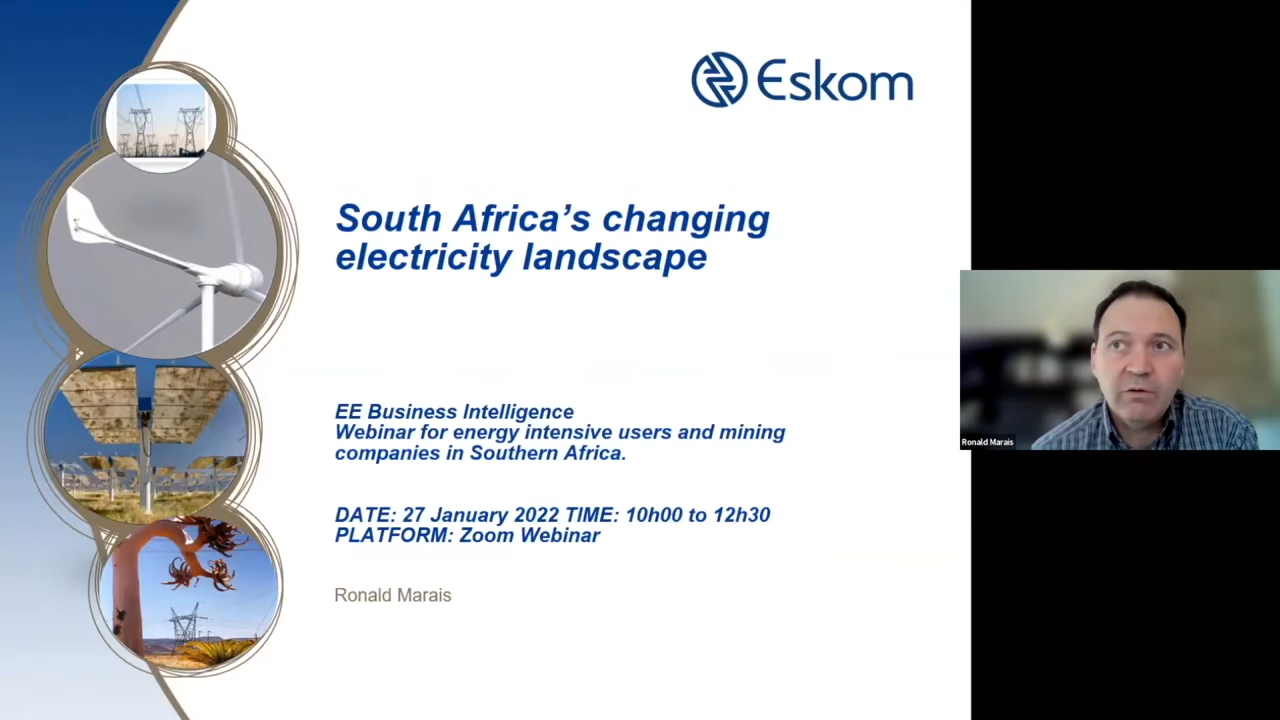 Eskom
South Africa's changing
electricity landscape
EE Business Intelligence
Webinar for energy intensive users and mining
companies in Southern Africa.
DATE: 27 January 2022 TIME: 10h00 to 12h30
PLATFORM: Zoom Webinar
Ronald Marais
Ronald Marais